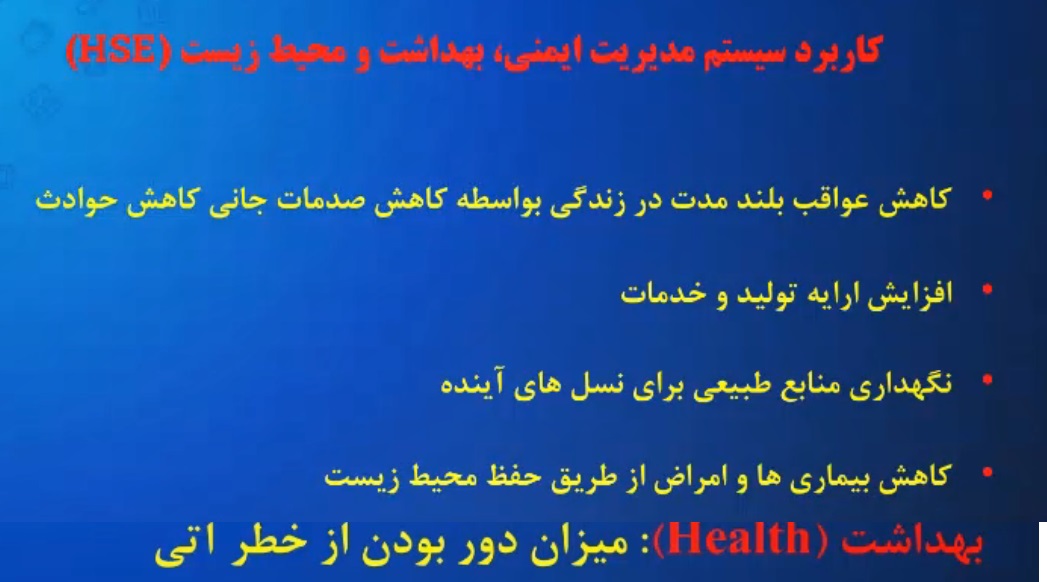 کاربرد سیستم مدیریت ایمنی، بهداشت و محیط زیست (HSE)
• کاهش عواقب بلند مدت در زندگی بواسطه کاهش صدمات جانی کاهش حوادث
• افزایش ارایه تولید و خدمات
• نگهداری منابع طبیعی برای نسل های آینده
• کاهش بیماری ها و امراض از طریق حفظ محیط زیست
بهداشت (Health): میزان دور بودن از خطر اتی